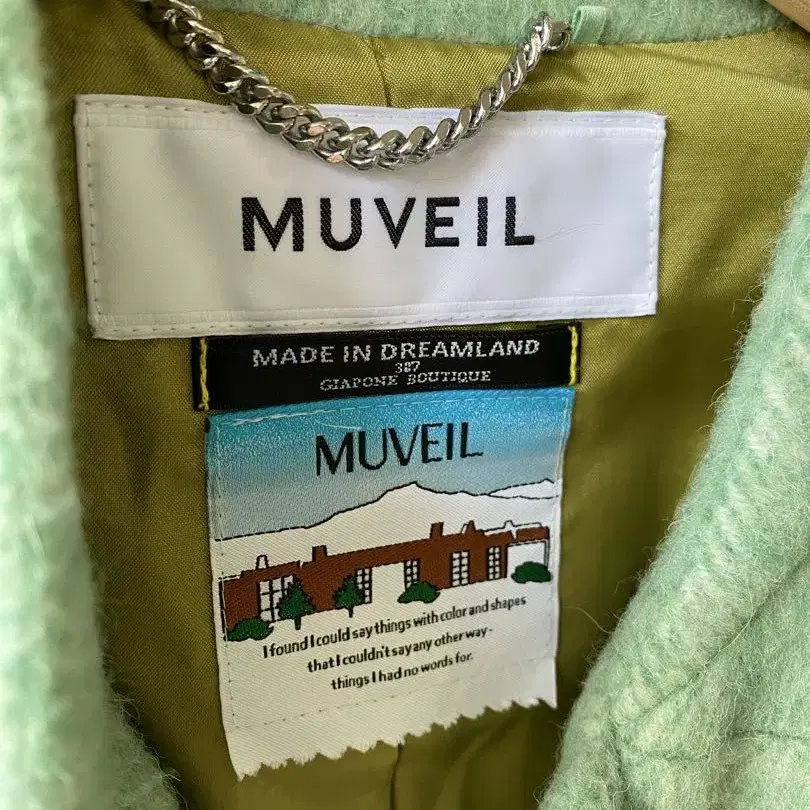 MUVEIL
MADE IN DREAMLAND
387
GIAPONE BOUTIQUE
MUVEIL
I found I could say things with color and shapes
that I couldn't say any other way-
things I had no words for.